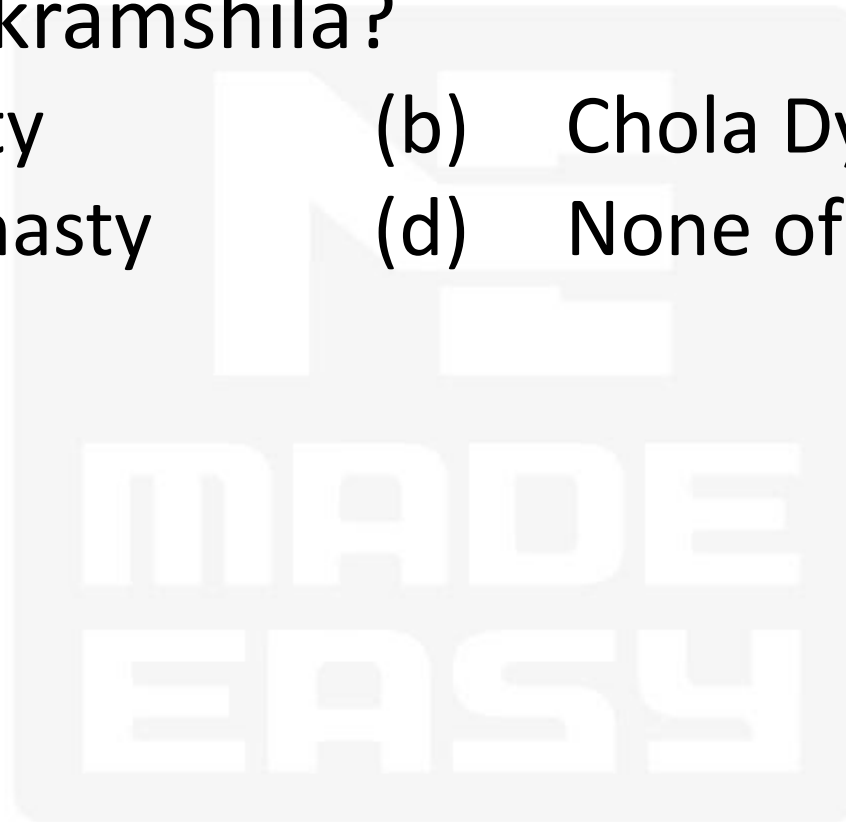 kramshila?
ty (b) Chola Dy
nasty (d) None of
MADE
EASY